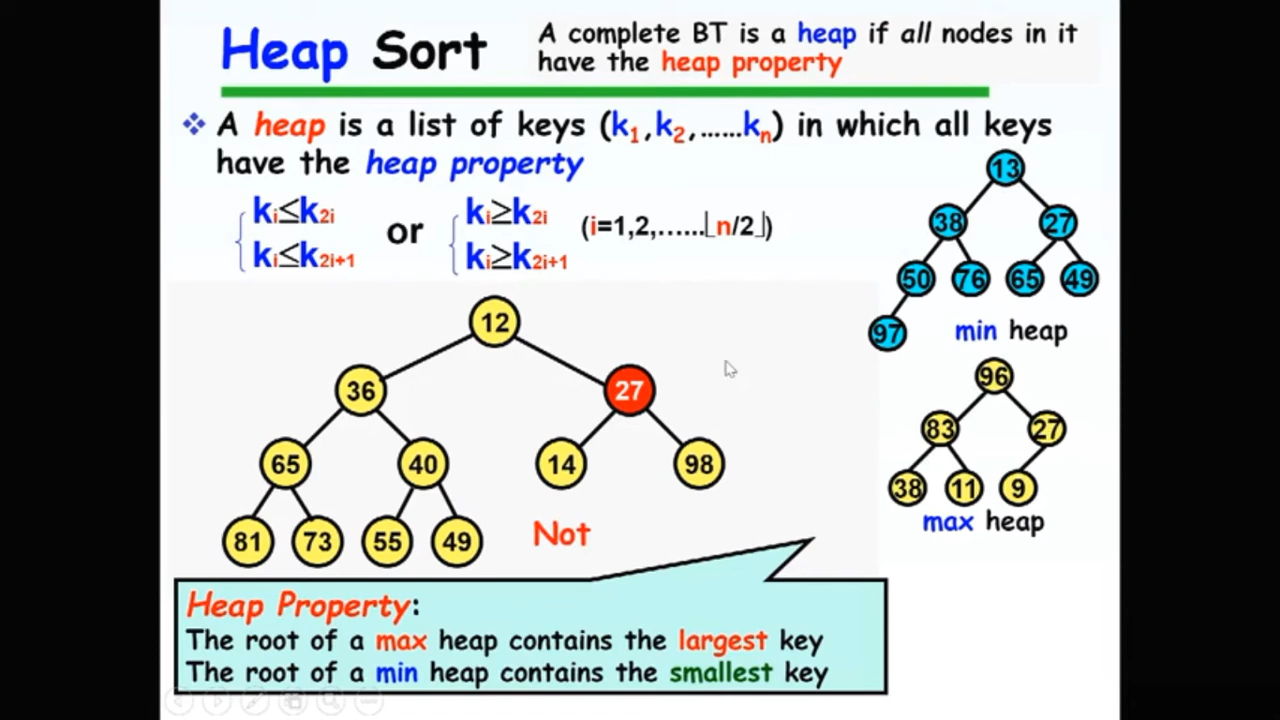 Heap Sort
A complete BT is a heap if all nodes in it
have the heap property
❖ A heap is a list of keys (k1,k2,……kn) in which all keys
have the heap property
ki≤k2i
ki≤k2i+1
or
ki≥k2i
ki≥k2i+1
(i=1,2,……⌊n/2⌋)
13
38 27
50 76 65 49
97
min heap
12
36 27
65 40 14 98
81 73 55 49
Not
96
83 27
38 11 9
max heap
Heap Property:
The root of a max heap contains the largest key
The root of a min heap contains the smallest key